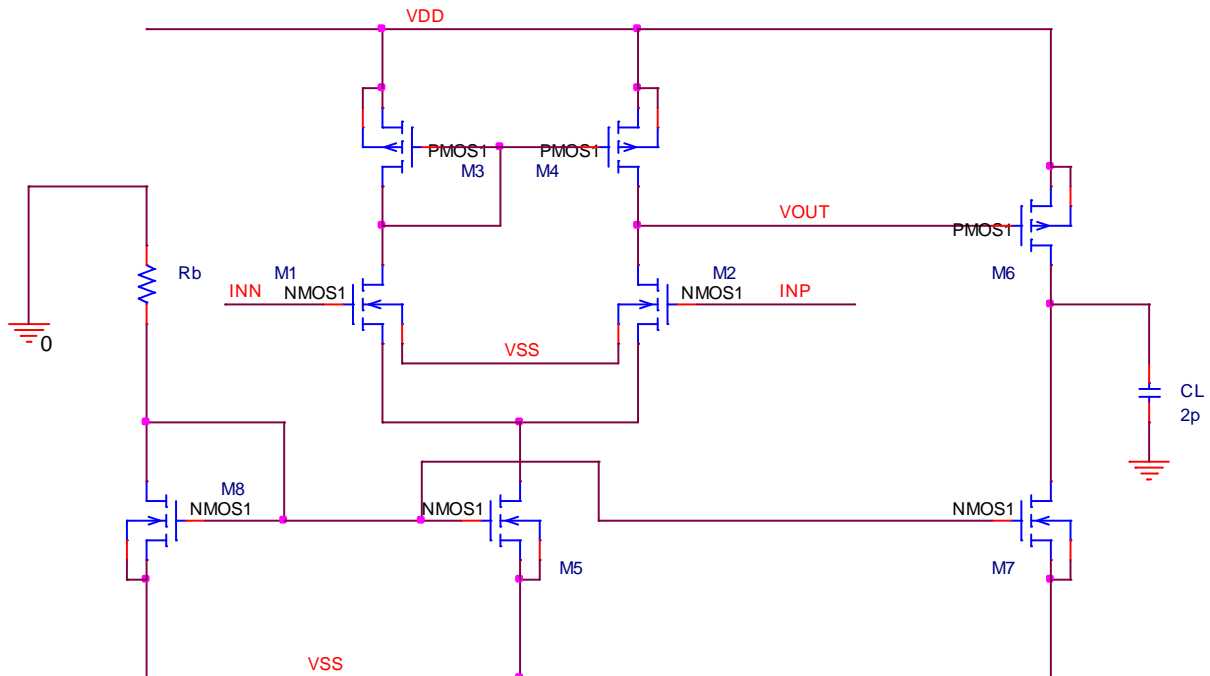 VDD
PMOS1
PMOS1
M3
M4
VOUT
PMOS1
M6
Rb
M1
NMOS1
INN
M2
NMOS1
INP
0
VSS
CL
2p
M8
NMOS1
NMOS1
M5
NMOS1
M7
VSS